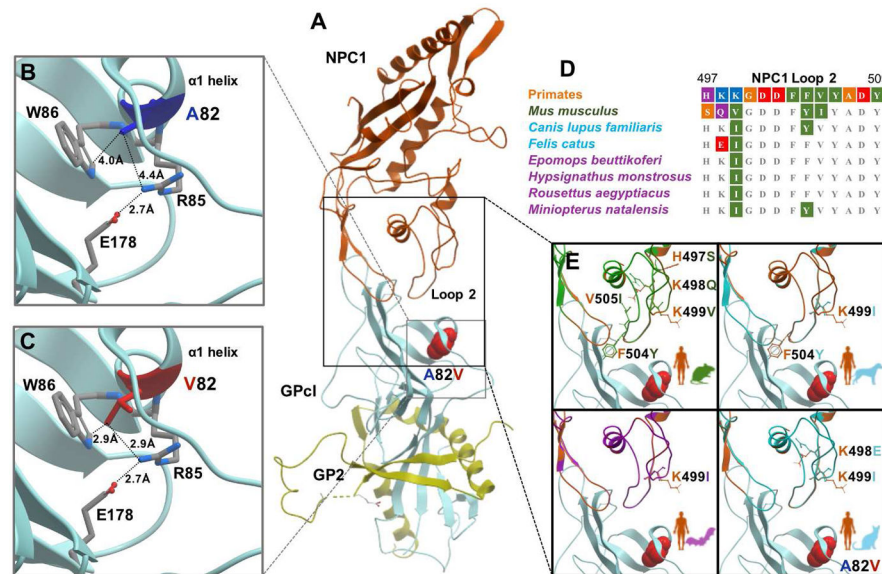 A
NPC1
Loop 2
A82V
GPcl
GP2
B
α1 helix
W86
A82
4.0Å
4.4Å
2.7Å
R85
E178
C
α1 helix
W86
V82
2.9Å
2.9Å
2.7Å
R85
E178
D
497 NPC1 Loop 2 50
Primates H K K G D D F F V Y A D Y
Mus musculus S Q V G D D F Y I Y A D Y
Canis lupus familiaris H K I G D D F Y V Y A D Y
Felis catus H E I G D D F F V Y A D Y
Epomops beuttikoferi H K I G D D F F V Y A D Y
Hypsignathus monstrosus H K I G D D F F V Y A D Y
Rousettus aegyptiacus H K I G D D F F V Y A D Y
Miniopterus natalensis H K I G D D F Y V Y A D Y
E
H497S
V505I
K498Q
K499V
F504Y
K499I
F504Y
K499I
K498E
K499I
A82V